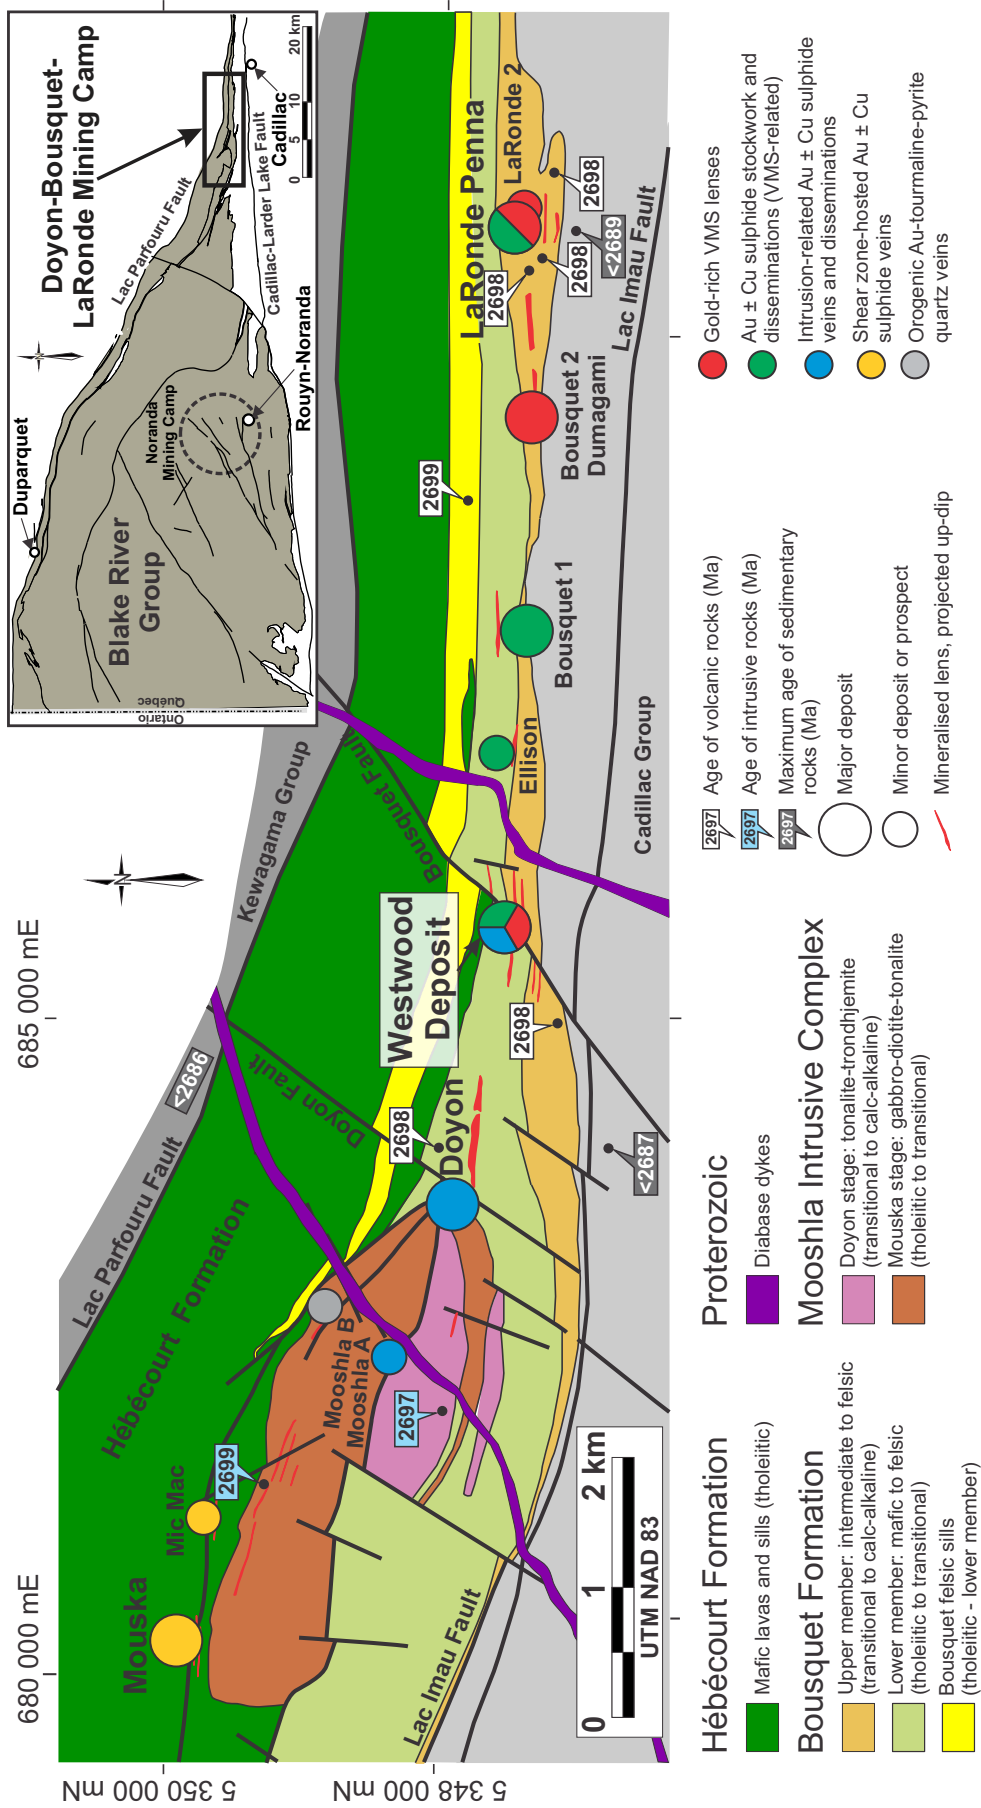 Doyon-Bousquet-
LaRonde Mining Camp
Duparquet
Lac Parfouru Fault
Cadillac-Larder Lake Fault
Cadillac
0
5
10
20 km
Noranda
Mining Camp
Rouyn-Noranda
Blake River
Group
Ontario
Québec
680 000 mE
685 000 mE
5 350 000 mN
5 348 000 mN
Lac Parfouru Fault
<2686
Kewagama Group
Hébécourt Formation
Doyon Fault
Bousquet Fault
Mouska
Mic Mac
2699
Mooshla B
Mooshla A
2697
2698
Doyon
Westwood
Deposit
2698
<2687
Ellison
Bousquet 1
2699
Bousquet 2
Dumagami
LaRonde Penna
LaRonde 2
2698
2698
2698
<2689
Lac Imau Fault
Lac Imau Fault
Cadillac Group
0
1
2 km
UTM NAD 83
Hébécourt Formation
Mafic lavas and sills (tholeiitic)
Bousquet Formation
Upper member: intermediate to felsic
(transitional to calc-alkaline)
Lower member: mafic to felsic
(tholeiitic to transitional)
Bousquet felsic sills
(tholeiitic - lower member)
Proterozoic
Diabase dykes
Mooshla Intrusive Complex
Doyon stage: tonalite-trondhjemite
(transitional to calc-alkaline)
Mouska stage: gabbro-diotite-tonalite
(tholeiitic to transitional)
2697
Age of volcanic rocks (Ma)
2697
Age of intrusive rocks (Ma)
2697
Maximum age of sedimentary
rocks (Ma)
Major deposit
Minor deposit or prospect
Mineralised lens, projected up-dip
Gold-rich VMS lenses
Au ± Cu sulphide stockwork and
disseminations (VMS-related)
Intrusion-related Au ± Cu sulphide
veins and disseminations
Shear zone-hosted Au ± Cu
sulphide veins
Orogenic Au-tourmaline-pyrite
quartz veins